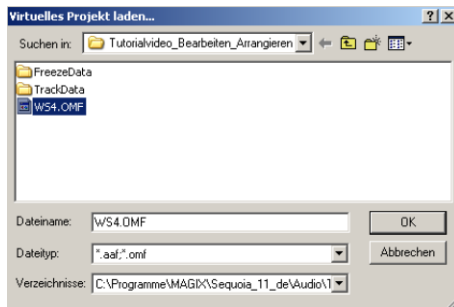 Virtuelles Projekt laden...
Suchen in: Tutorialvideo_Bearbeiten_Arrangieren
FreezeData
TrackData
WS4.OMF
Dateiname: WS4.OMF OK
Dateityp: *.aaf;*.omf Abbrechen
Verzeichnisse: C:\Programme\MAGIX\Sequoia_11_de\Audio\T